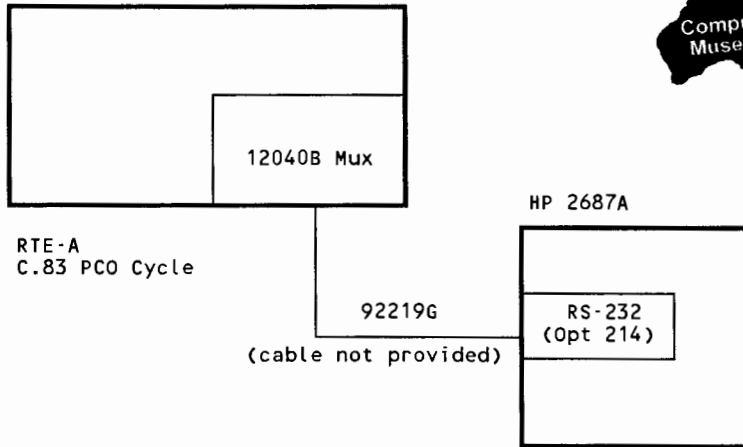 12040B Mux
RTE-A
C.83 PCO Cycle
HP 2687A
92219G
(cable not provided)
RS-232
(Opt 214)